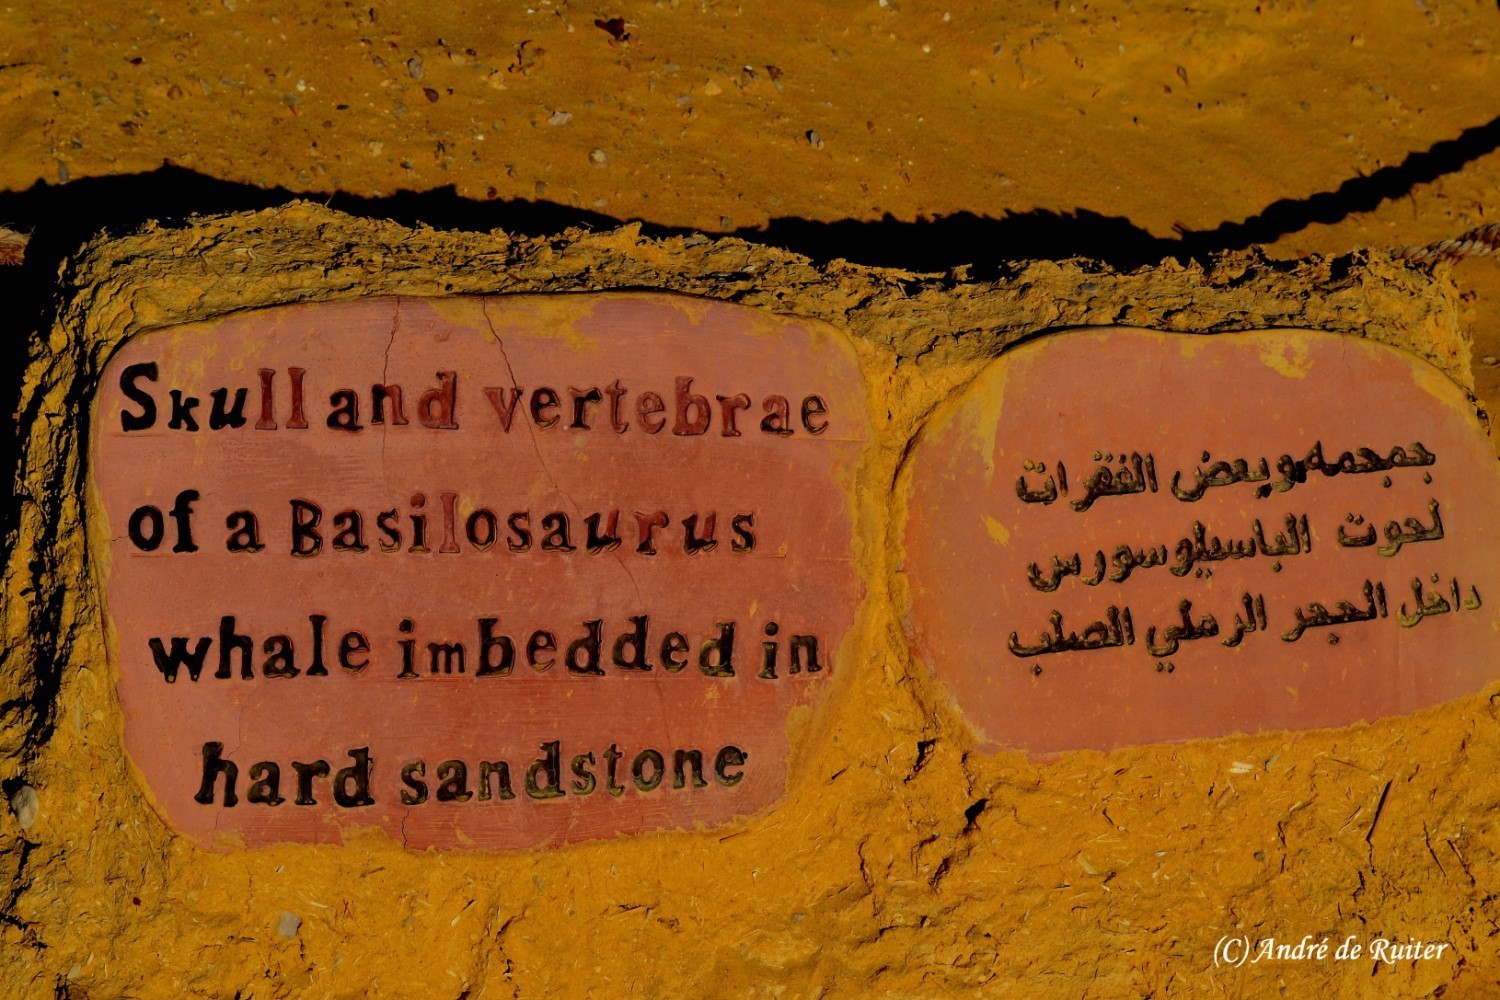 Skull and vertebrae
of a Basilosaurus
whale imbedded in
hard sandstone
جمجمه وبعض الفقرات
لحوت الباسيلوسورس
داخل الحجر الرملي الصلب
(C) André de Ruiter